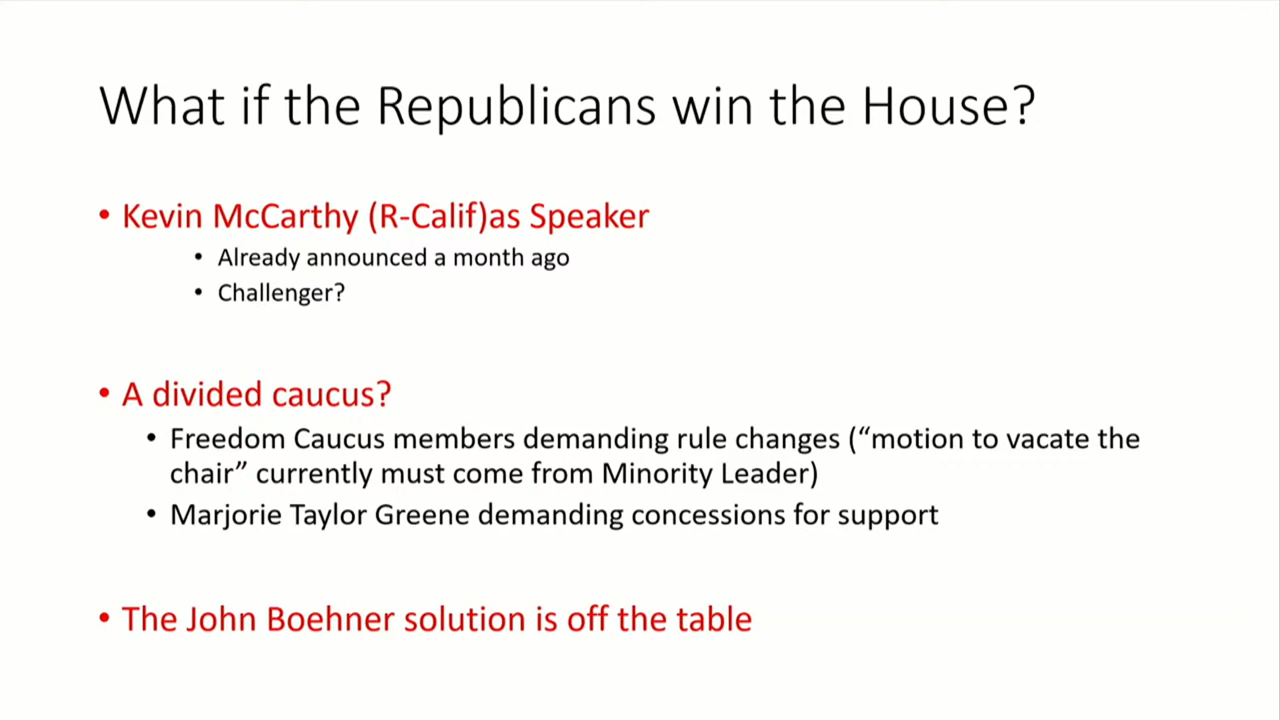 What if the Republicans win the House?
• Kevin McCarthy (R-Calif)as Speaker
• Already announced a month ago
• Challenger?
• A divided caucus?
• Freedom Caucus members demanding rule changes (“motion to vacate the
chair” currently must come from Minority Leader)
• Marjorie Taylor Greene demanding concessions for support
• The John Boehner solution is off the table